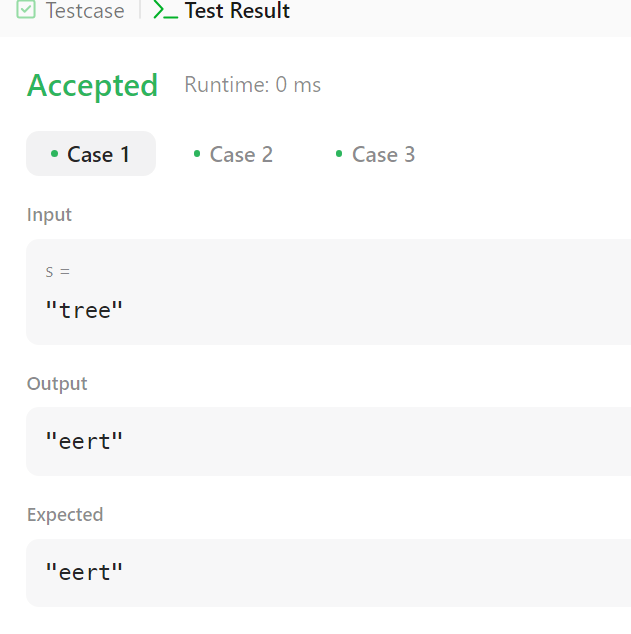 Testcase Test Result
Accepted Runtime: 0 ms
Case 1 Case 2 Case 3
Input
s =
"tree"
Output
"eert"
Expected
"eert"